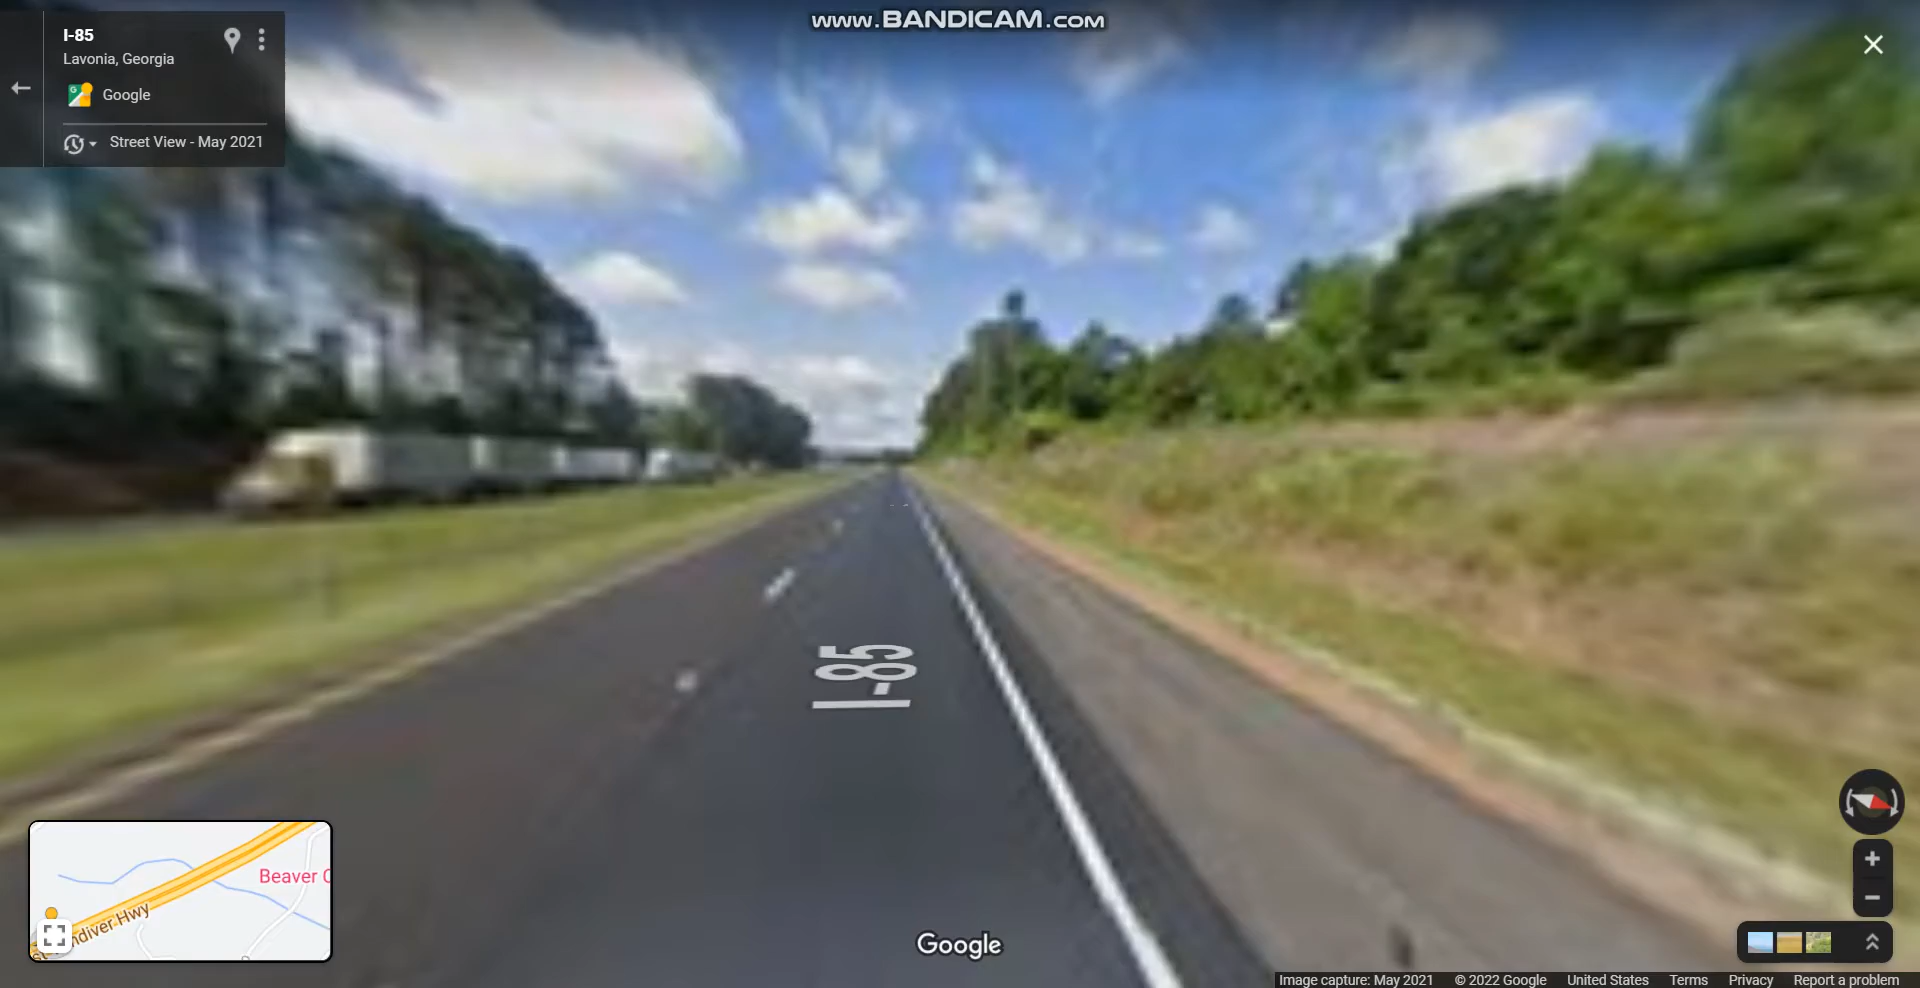 www.BANDICAM.com
I-85
Lavonia, Georgia
Google
Street View - May 2021
I-85
Beaver C
ndiver Hwy
Google
Image capture: May 2021 © 2022 Google United States Terms Privacy Report a problem